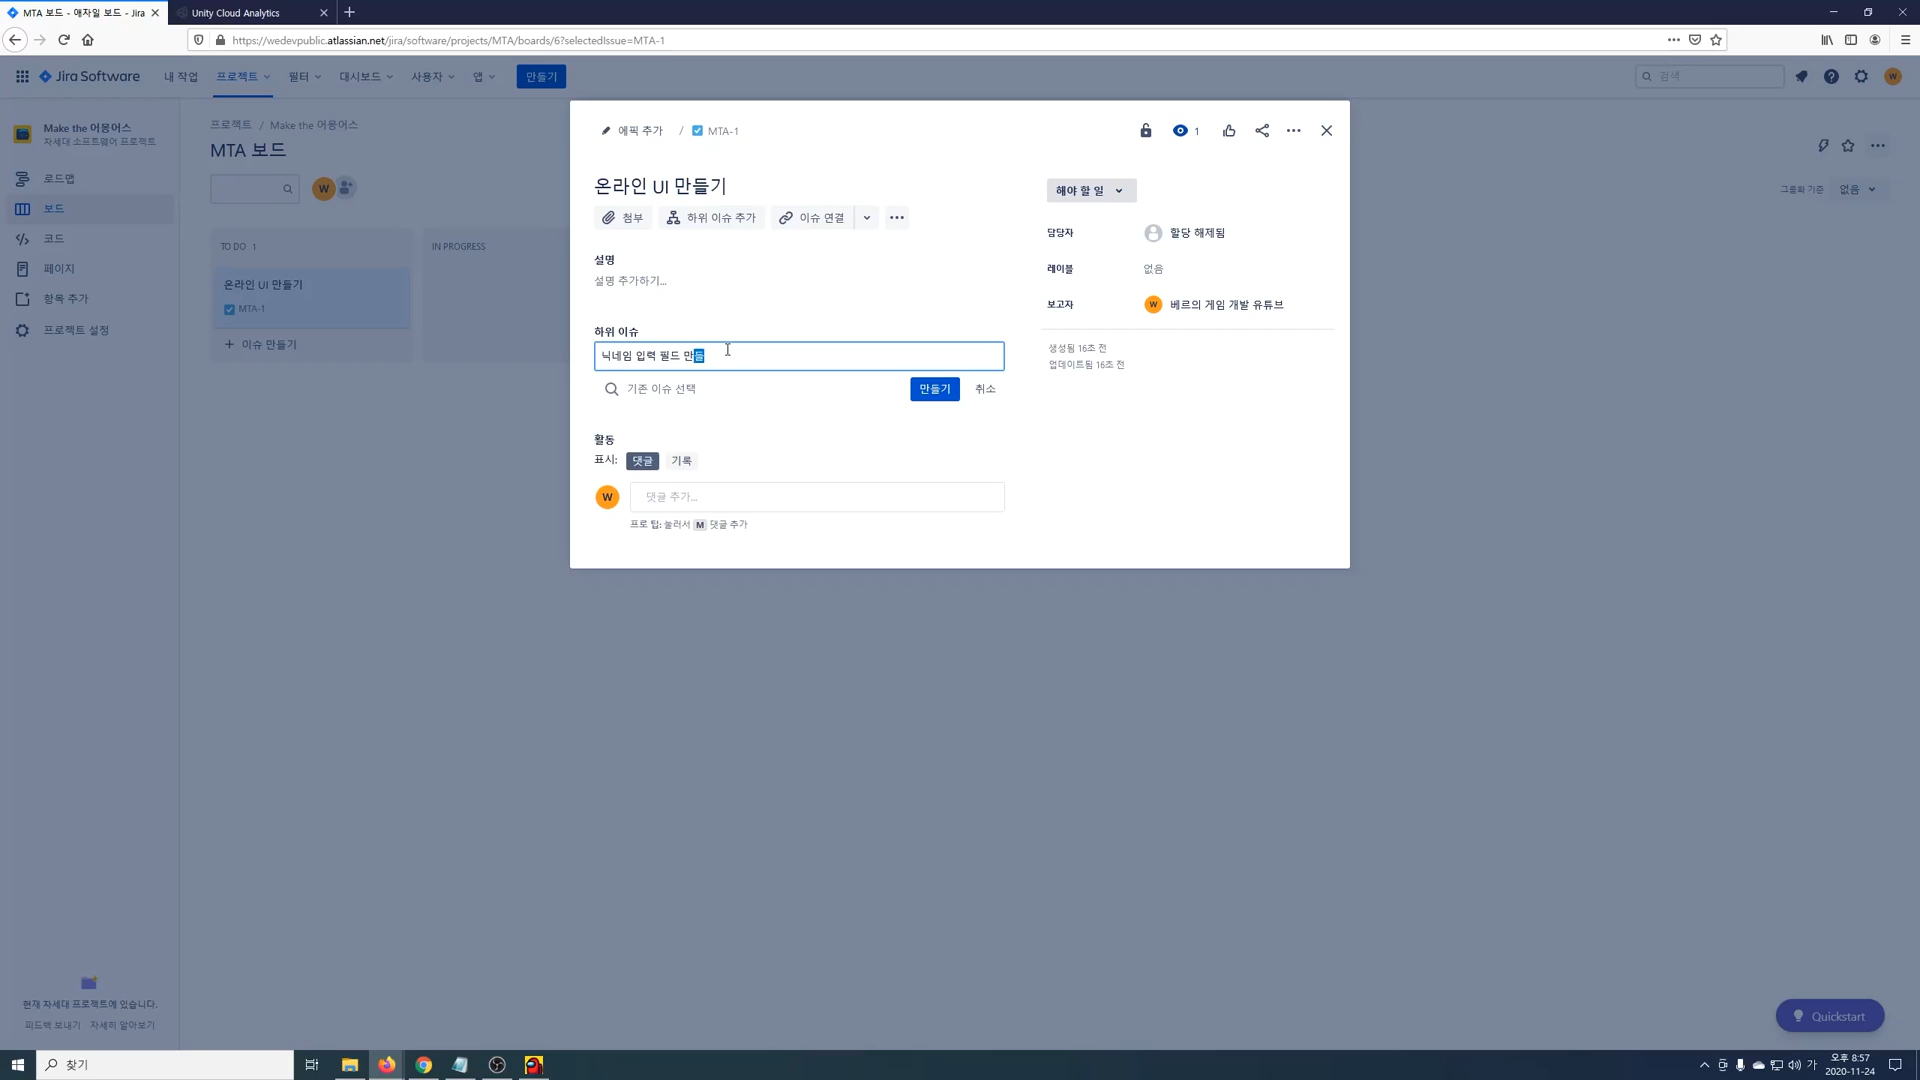 MTA 보드 - 애자일 보드 - Jira
Unity Cloud Analytics
https://wedevpublic.atlassian.net/jira/software/projects/MTA/boards/6?selectedIssue=MTA-1
Jira Software
내 작업
프로젝트
필터
대시보드
사용자
앱
만들기
검색
W
Make the 어몽어스
차세대 소프트웨어 프로젝트
로드맵
보드
코드
페이지
항목 추가
프로젝트 설정
현재 차세대 프로젝트에 있습니다.
피드백 보내기 자세히 알아보기
프로젝트 / Make the 어몽어스
MTA 보드
W
그룹화 기준 없음
TO DO 1
온라인 UI 만들기
MTA-1
+ 이슈 만들기
IN PROGRESS
에픽 추가 / MTA-1
1
온라인 UI 만들기
첨부
하위 이슈 추가
이슈 연결
설명
설명 추가하기...
하위 이슈
닉네임 입력 필드 만들
기존 이슈 선택
만들기
취소
활동
표시: 댓글 기록
W
댓글 추가...
프로 팁: 눌러서 M 댓글 추가
해야 할 일
담당자 할당 해제됨
레이블 없음
보고자 W 베르의 게임 개발 유튜브
생성됨 16초 전
업데이트됨 16초 전
Quickstart
찾기
가
오후 8:57
2020-11-24